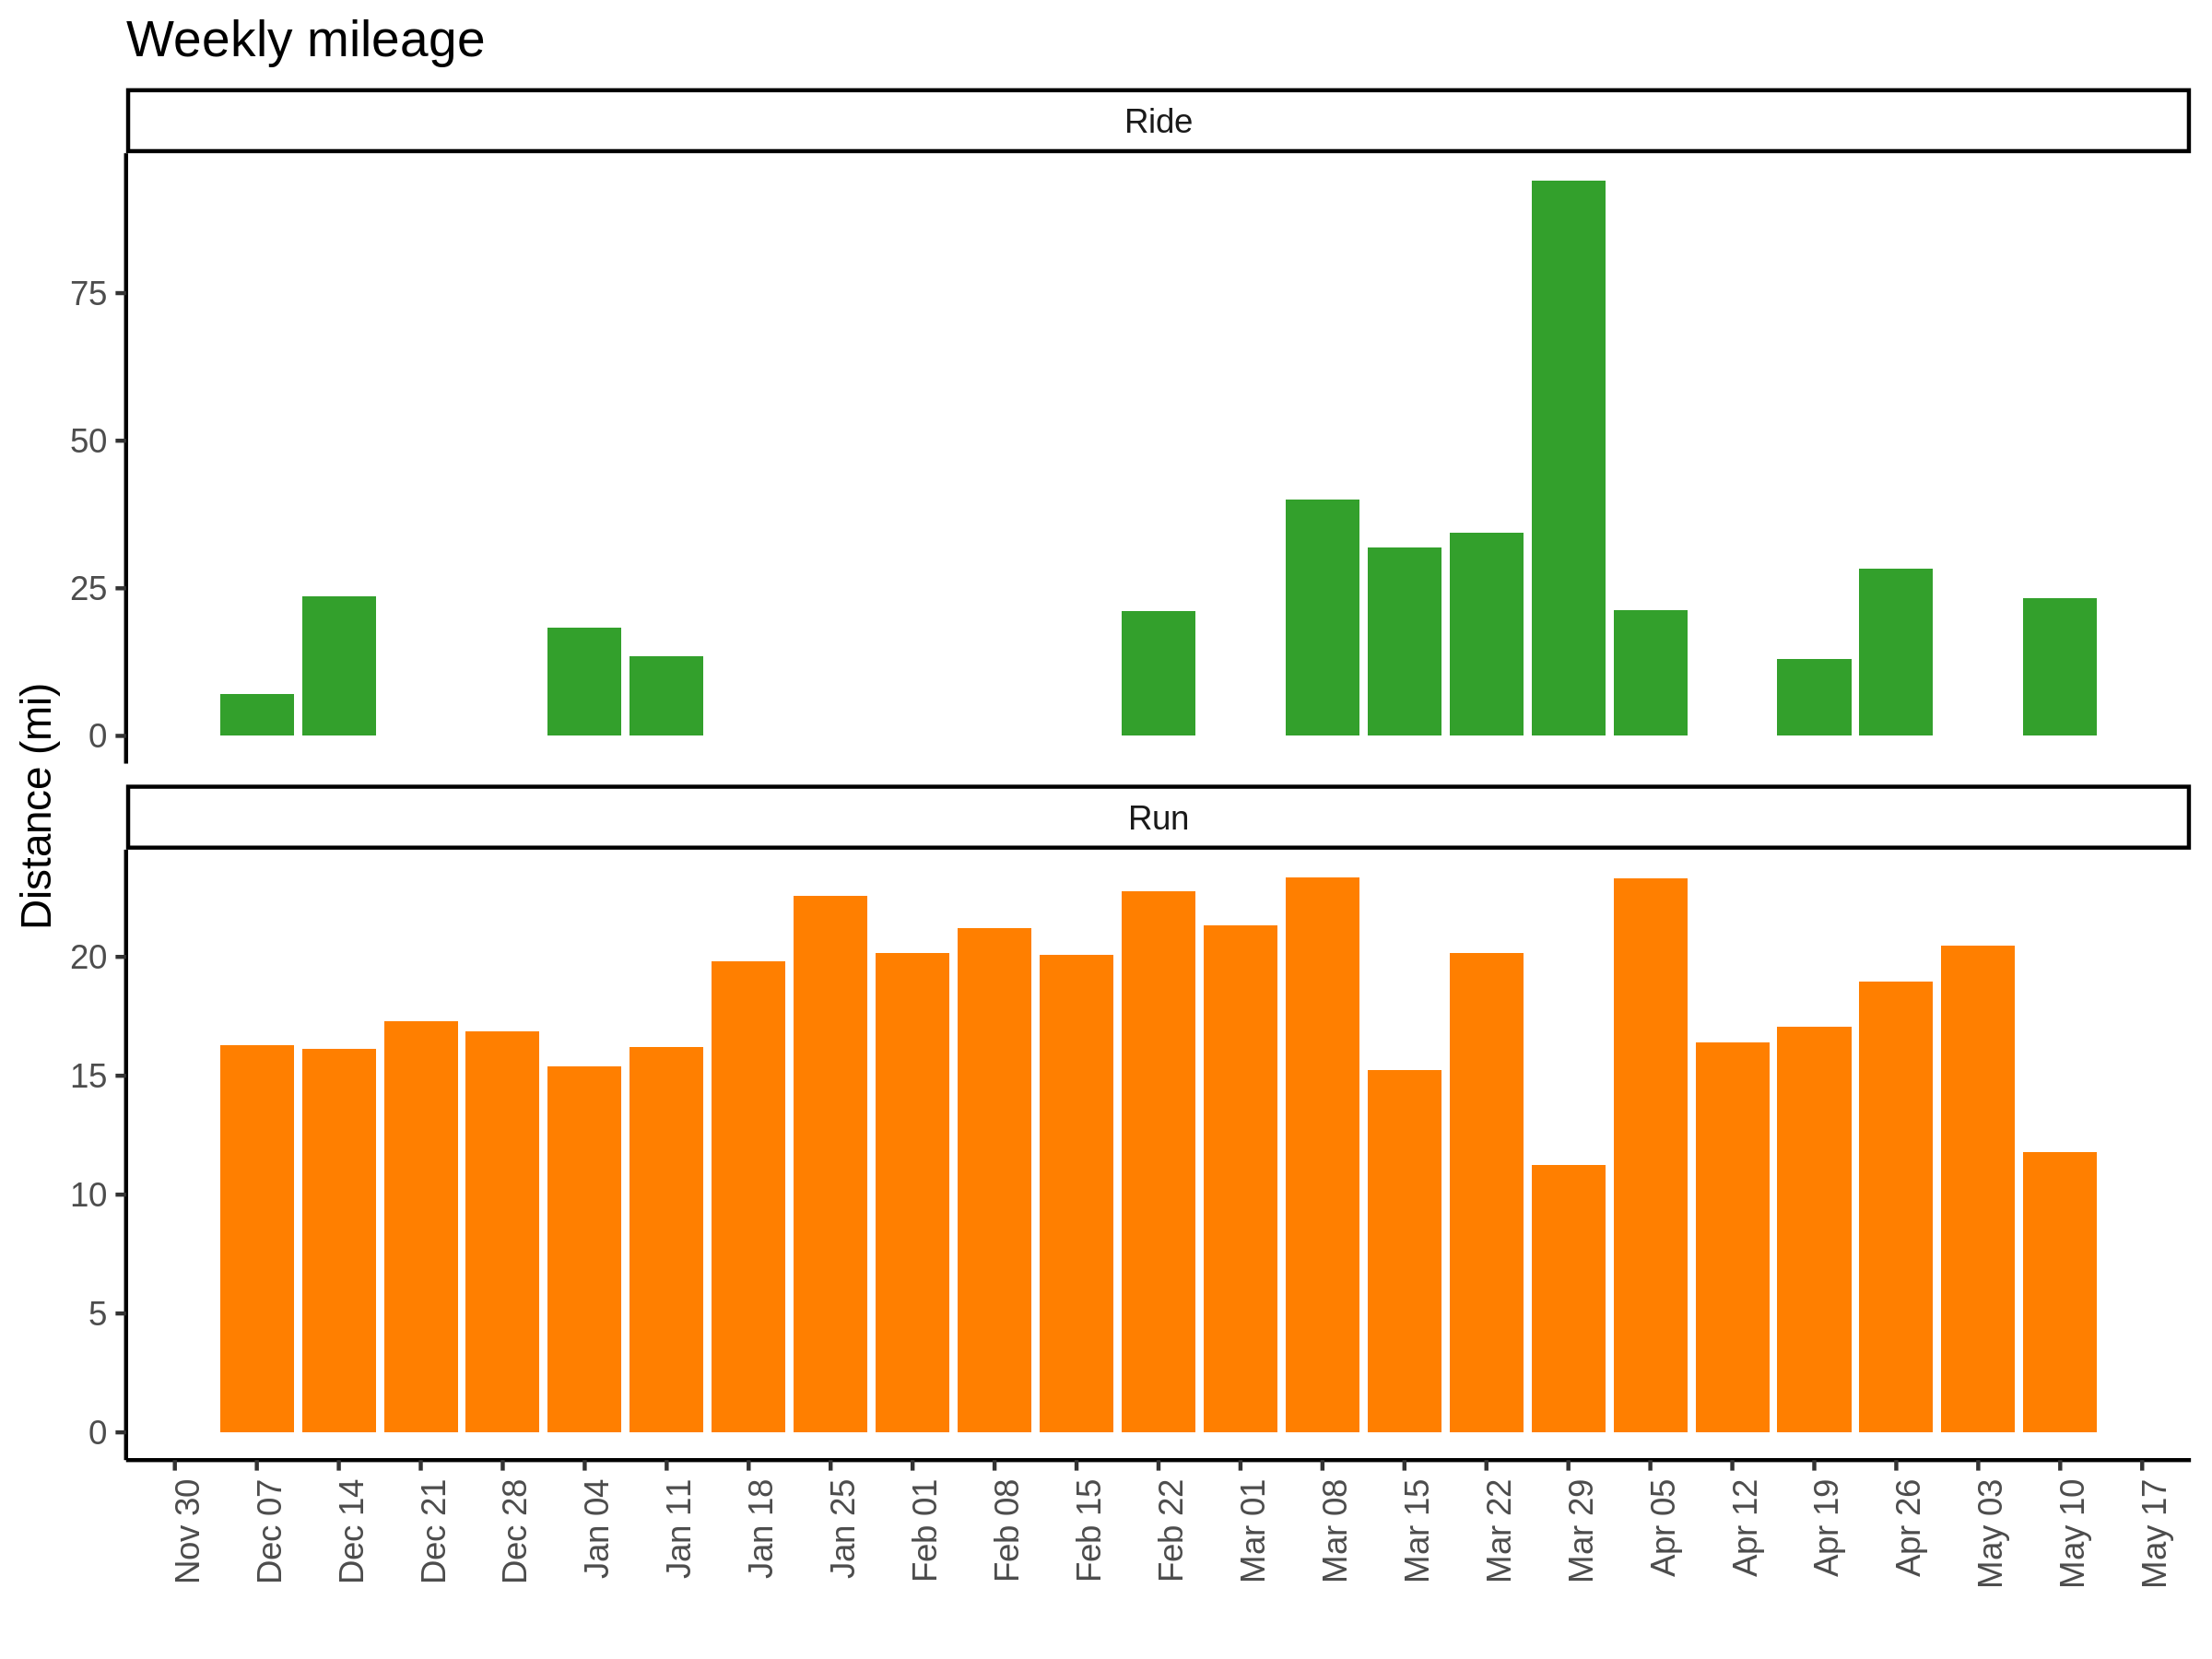 Weekly mileage
Ride
75
50
25
0
Distance (mi)
Run
20
15
10
5
0
Nov 30
Dec 07
Dec 14
Dec 21
Dec 28
Jan 04
Jan 11
Jan 18
Jan 25
Feb 01
Feb 08
Feb 15
Feb 22
Mar 01
Mar 08
Mar 15
Mar 22
Mar 29
Apr 05
Apr 12
Apr 19
Apr 26
May 03
May 10
May 17